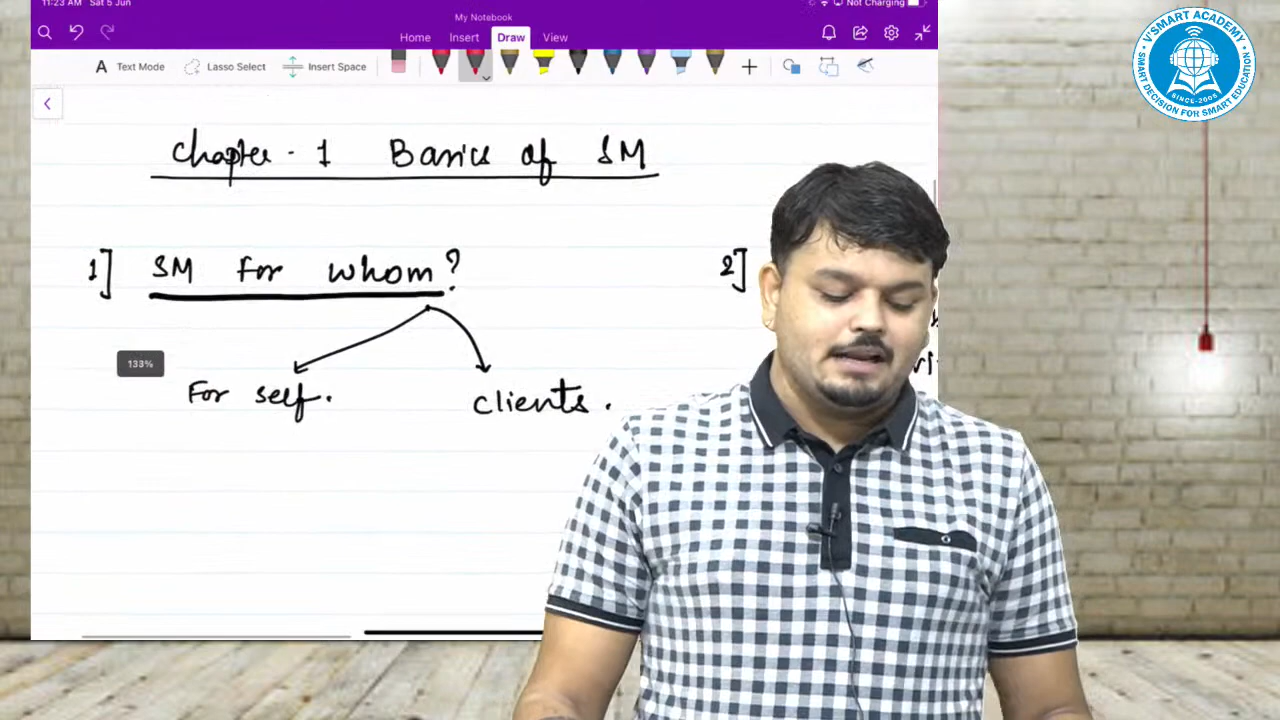 11:23 AM Sat 5 Jun
Not Charging
My Notebook
Home Insert Draw View
A Text Mode Lasso Select Insert Space
Chapter - 1 Basics of SM
1] SM For whom?
2]
133%
For self.
clients.
V'SMART ACADEMY
SMART DECISION FOR SMART EDUCATION
SINCE-2006